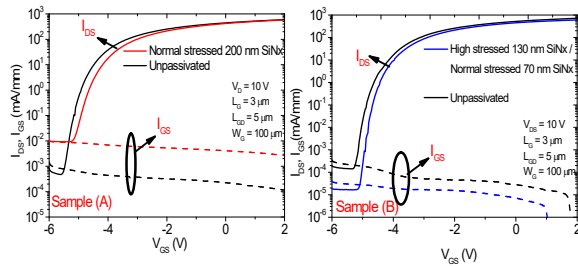 10³
10²
10¹
10⁰
10⁻¹
10⁻²
10⁻³
10⁻⁴
10⁻⁵
10⁻⁶
I_DS, I_GS (mA/mm)
I_DS
Normal stressed 200 nm SiNx
Unpassivated
V_D = 10 V
L_G = 3 μm
L_GD = 5 μm
W_G = 100 μm
I_GS
Sample (A)
-6 -4 -2 0 2
V_GS (V)
10³
10²
10¹
10⁰
10⁻¹
10⁻²
10⁻³
10⁻⁴
10⁻⁵
10⁻⁶
I_DS, I_GS (mA/mm)
High stressed 130 nm SiNx /
Normal stressed 70 nm SiNx
I_DS
Unpassivated
V_DS = 10 V
L_G = 3 μm
L_GD = 5 μm
W_G = 100 μm
I_GS
Sample (B)
-6 -4 -2 0 2
V_GS (V)